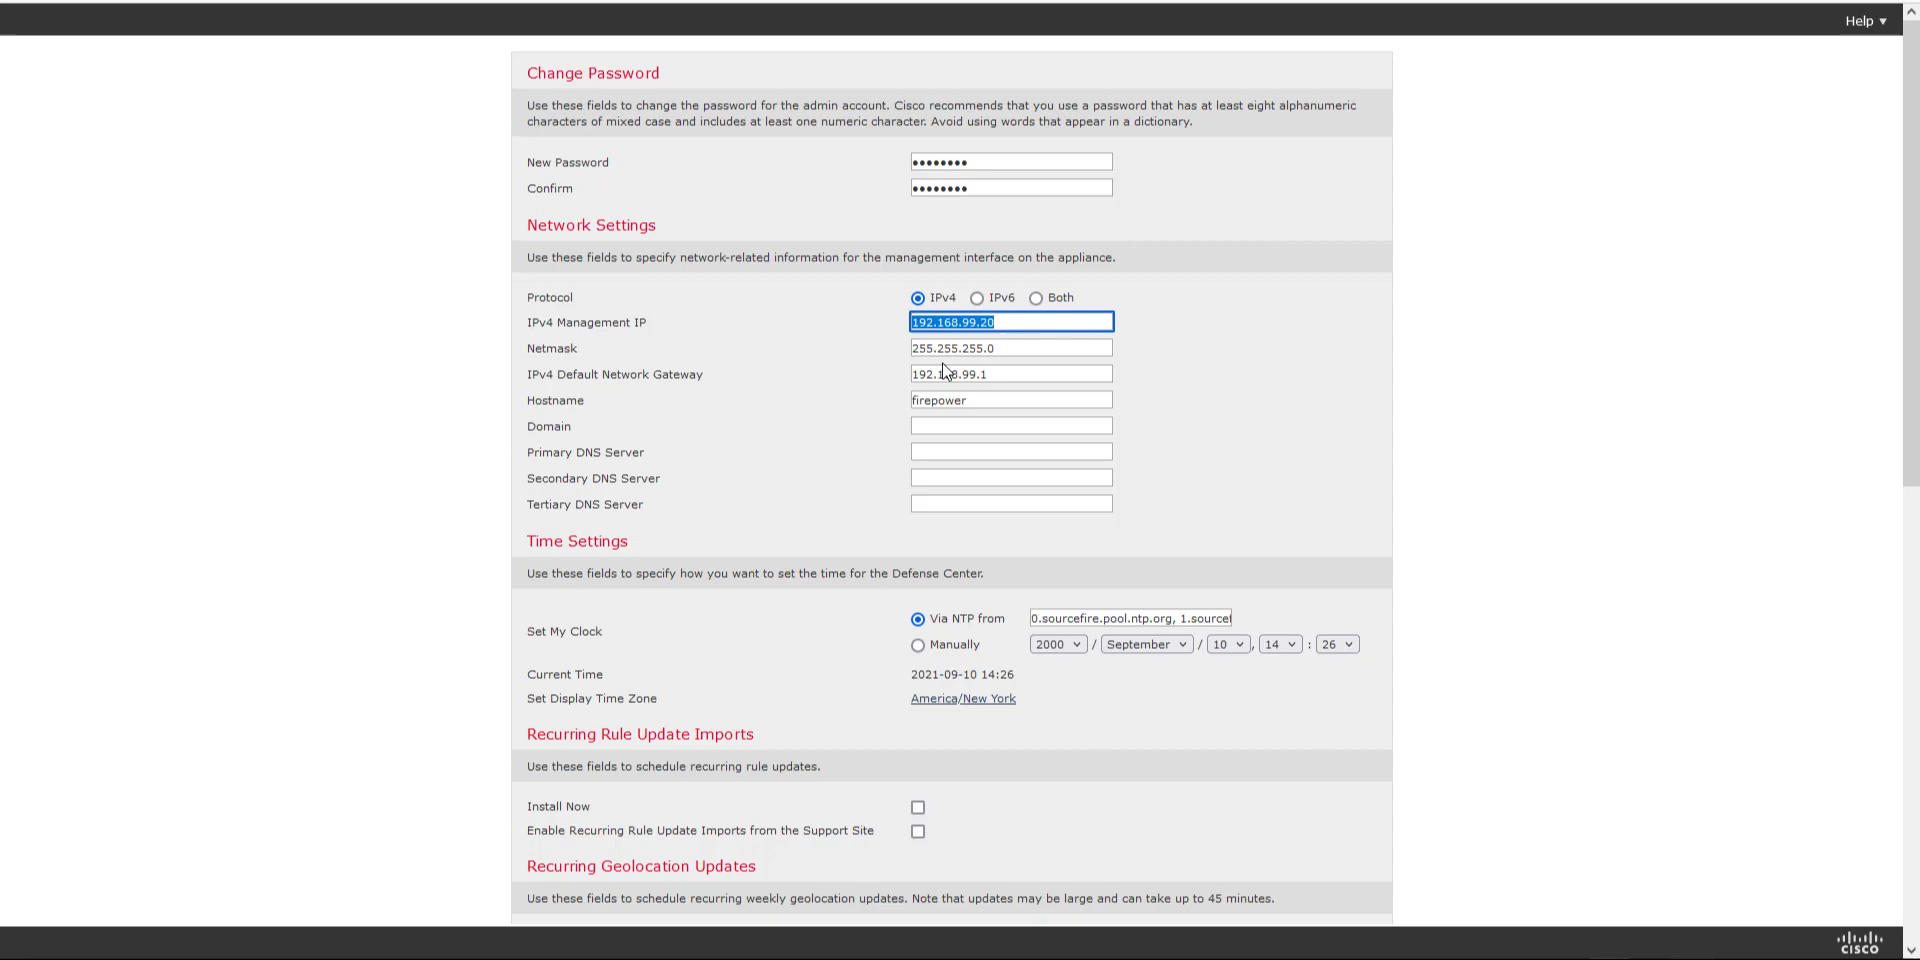 Help ▼
Change Password
Use these fields to change the password for the admin account. Cisco recommends that you use a password that has at least eight alphanumeric
characters of mixed case and includes at least one numeric character. Avoid using words that appear in a dictionary.
New Password ••••••••
Confirm ••••••••
Network Settings
Use these fields to specify network-related information for the management interface on the appliance.
Protocol IPv4 IPv6 Both
IPv4 Management IP 192.168.99.20
Netmask 255.255.255.0
IPv4 Default Network Gateway
Hostname firepower
Domain
Primary DNS Server
Secondary DNS Server
Tertiary DNS Server
Time Settings
Use these fields to specify how you want to set the time for the Defense Center.
Set My Clock
Via NTP from 0.sourcefire.pool.ntp.org,
Manually 2000 / September / 10 , 14 : 26
Current Time 2021-09-10 14:26
Set Display Time Zone America/New York
Recurring Rule Update Imports
Use these fields to schedule recurring rule updates.
Install Now
Enable Recurring Rule Update Imports from the Support Site
Recurring Geolocation Updates
Use these fields to schedule recurring weekly geolocation updates. Note that updates may be large and can take up to 45 minutes.
CISCO